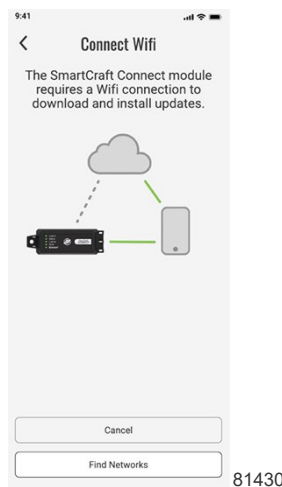 9:41
Connect Wifi
The SmartCraft Connect module
requires a Wifi connection to
download and install updates.
Cancel
Find Networks
81430